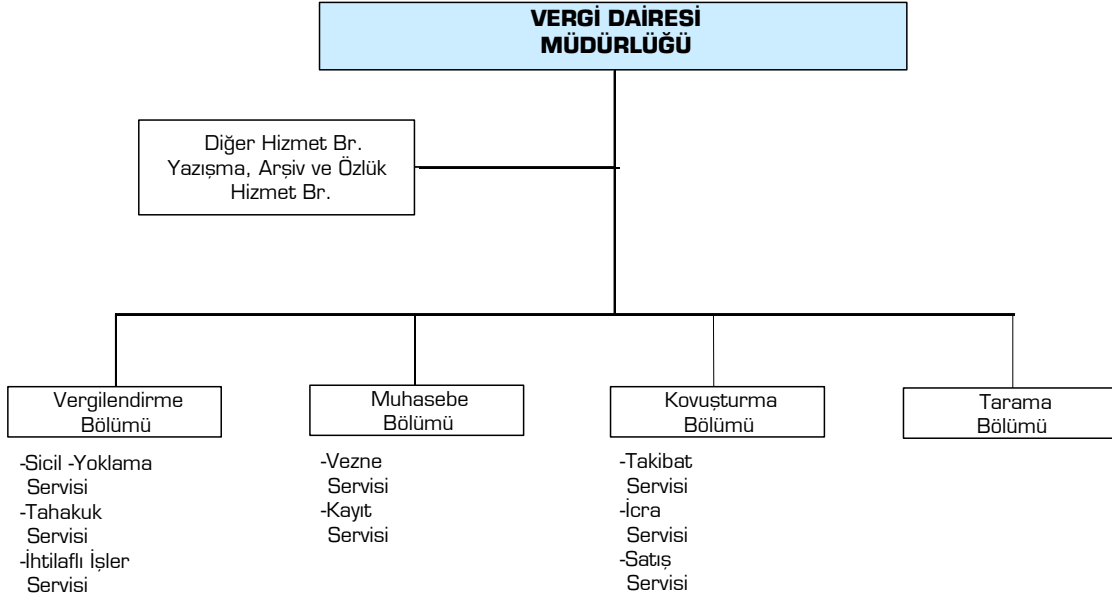 VERGİ DAİRESİ
MÜDÜRLÜĞÜ
Diğer Hizmet Br.
Yazışma, Arşiv ve Özlük
Hizmet Br.
Vergilendirme
Bölümü
-Sicil -Yoklama
Servisi
-Tahakuk
Servisi
-İhtilaflı İşler
Servisi
Muhasebe
Bölümü
-Vezne
Servisi
-Kayıt
Servisi
Kovuşturma
Bölümü
-Takibat
Servisi
-İcra
Servisi
-Satış
Servisi
Tarama
Bölümü